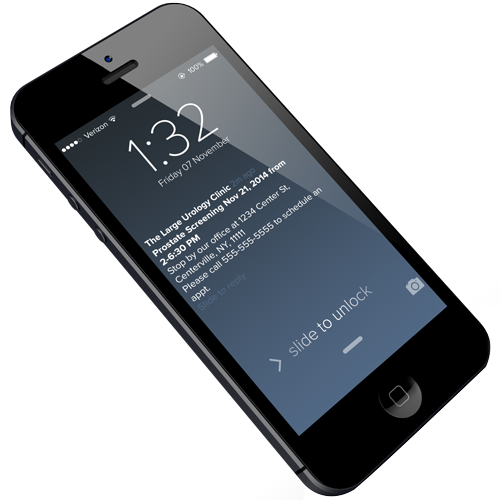 Verizon
100%
1:32
Friday 07 November
The Large Urology Clinic 2m ago
Prostate Screening Nov 21, 2014 from
2-6:30 PM
Stop by our office at 1234 Center St,
Centerville, NY, 11111
Please call 555-555-5555 to schedule an
appt.
Slide to reply
slide to unlock